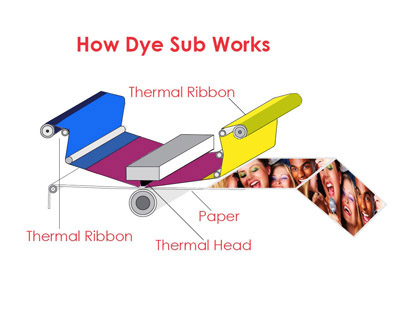 How Dye Sub Works
Thermal Ribbon
Paper
Thermal Ribbon
Thermal Head